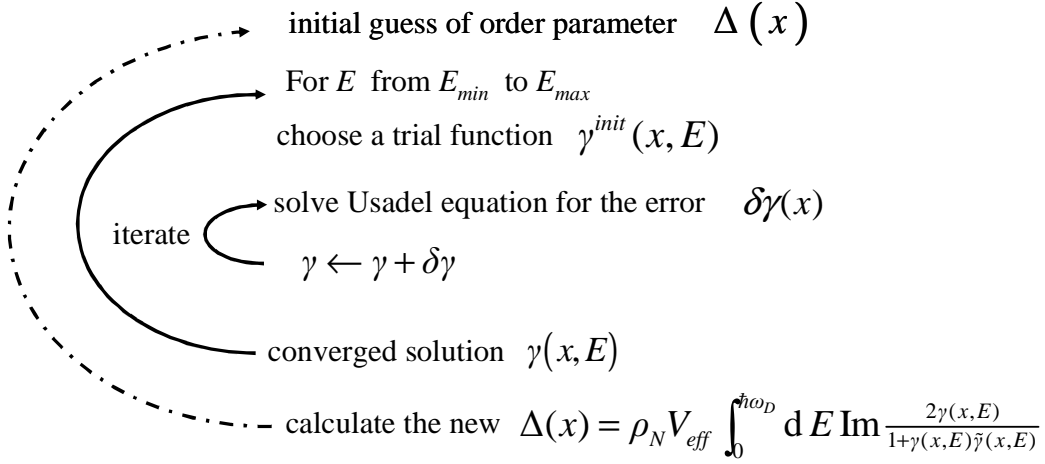 initial guess of order parameter Δ(x)
For E from E_min to E_max
choose a trial function γ^init(x, E)
solve Usadel equation for the error δγ(x)
iterate
γ ← γ + δγ
converged solution γ(x, E)
calculate the new Δ(x) = ρ_N V_eff ∫_0^{ħω_D} d E Im 2γ(x,E)/(1+γ(x,E)γ̃(x,E))